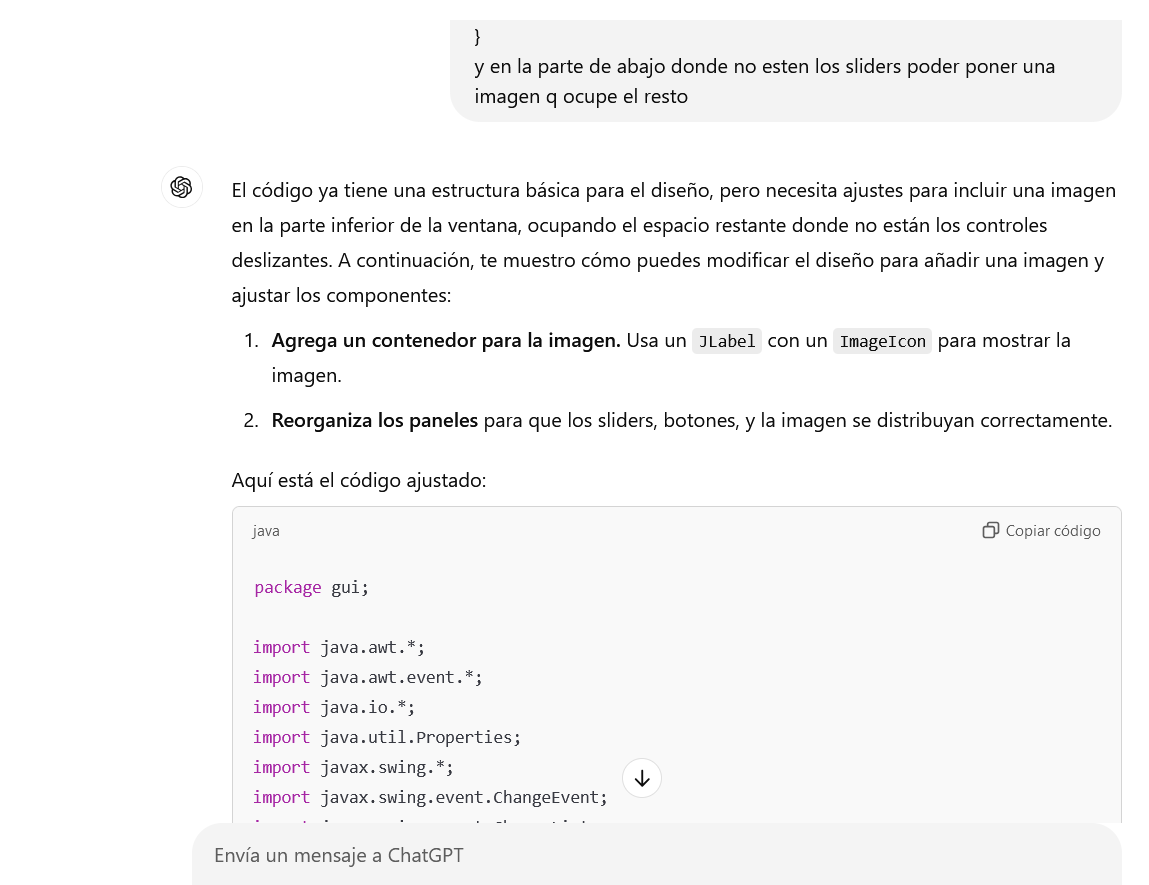 }
y en la parte de abajo donde no esten los sliders poder poner una
imagen q ocupe el resto
El código ya tiene una estructura básica para el diseño, pero necesita ajustes para incluir una imagen
en la parte inferior de la ventana, ocupando el espacio restante donde no están los controles
deslizantes. A continuación, te muestro cómo puedes modificar el diseño para añadir una imagen y
ajustar los componentes:
1. Agrega un contenedor para la imagen. Usa un JLabel con un ImageIcon para mostrar la
imagen.
2. Reorganiza los paneles para que los sliders, botones, y la imagen se distribuyan correctamente.
Aquí está el código ajustado:
java
Copiar código
package gui;
import java.awt.*;
import java.awt.event.*;
import java.io.*;
import java.util.Properties;
import javax.swing.*;
import javax.swing.event.ChangeEvent;
Envía un mensaje a ChatGPT